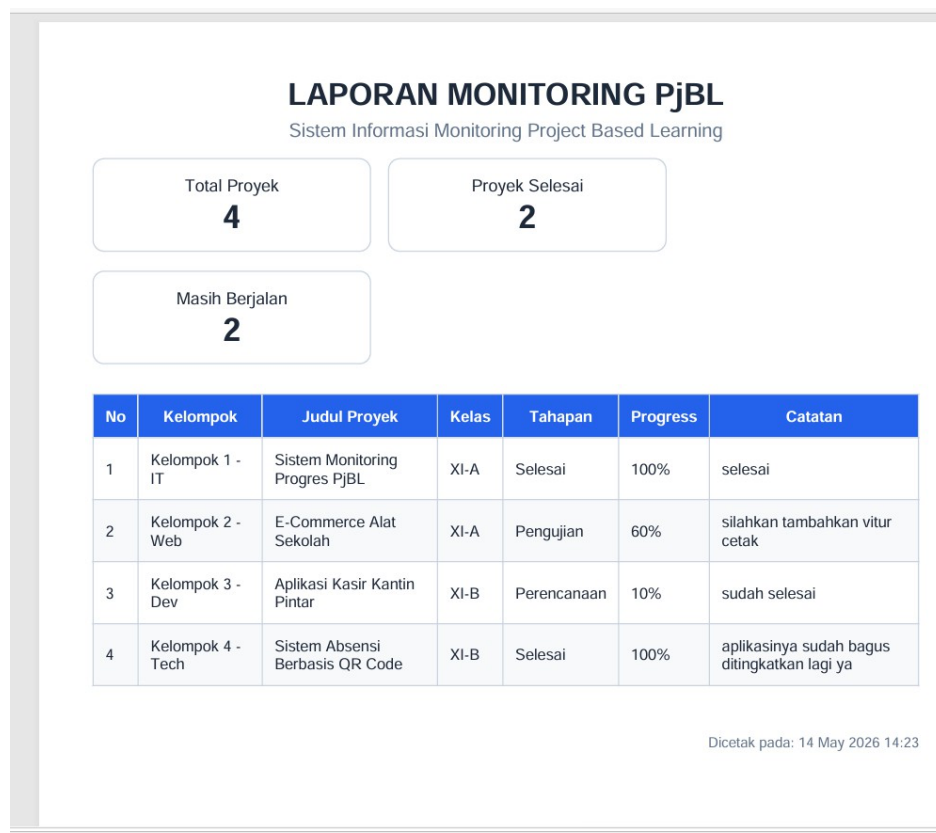 LAPORAN MONITORING PjBL
Sistem Informasi Monitoring Project Based Learning
Total Proyek
4
Proyek Selesai
2
Masih Berjalan
2
No Kelompok Judul Proyek Kelas Tahapan Progress Catatan
1 Kelompok 1 - IT Sistem Monitoring Progres PjBL XI-A Selesai 100% selesai
2 Kelompok 2 - Web E-Commerce Alat Sekolah XI-A Pengujian 60% silahkan tambahkan vitur cetak
3 Kelompok 3 - Dev Aplikasi Kasir Kantin Pintar XI-B Perencanaan 10% sudah selesai
4 Kelompok 4 - Tech Sistem Absensi Berbasis QR Code XI-B Selesai 100% aplikasinya sudah bagus ditingkatkan lagi ya
Dicetak pada: 14 May 2026 14:23